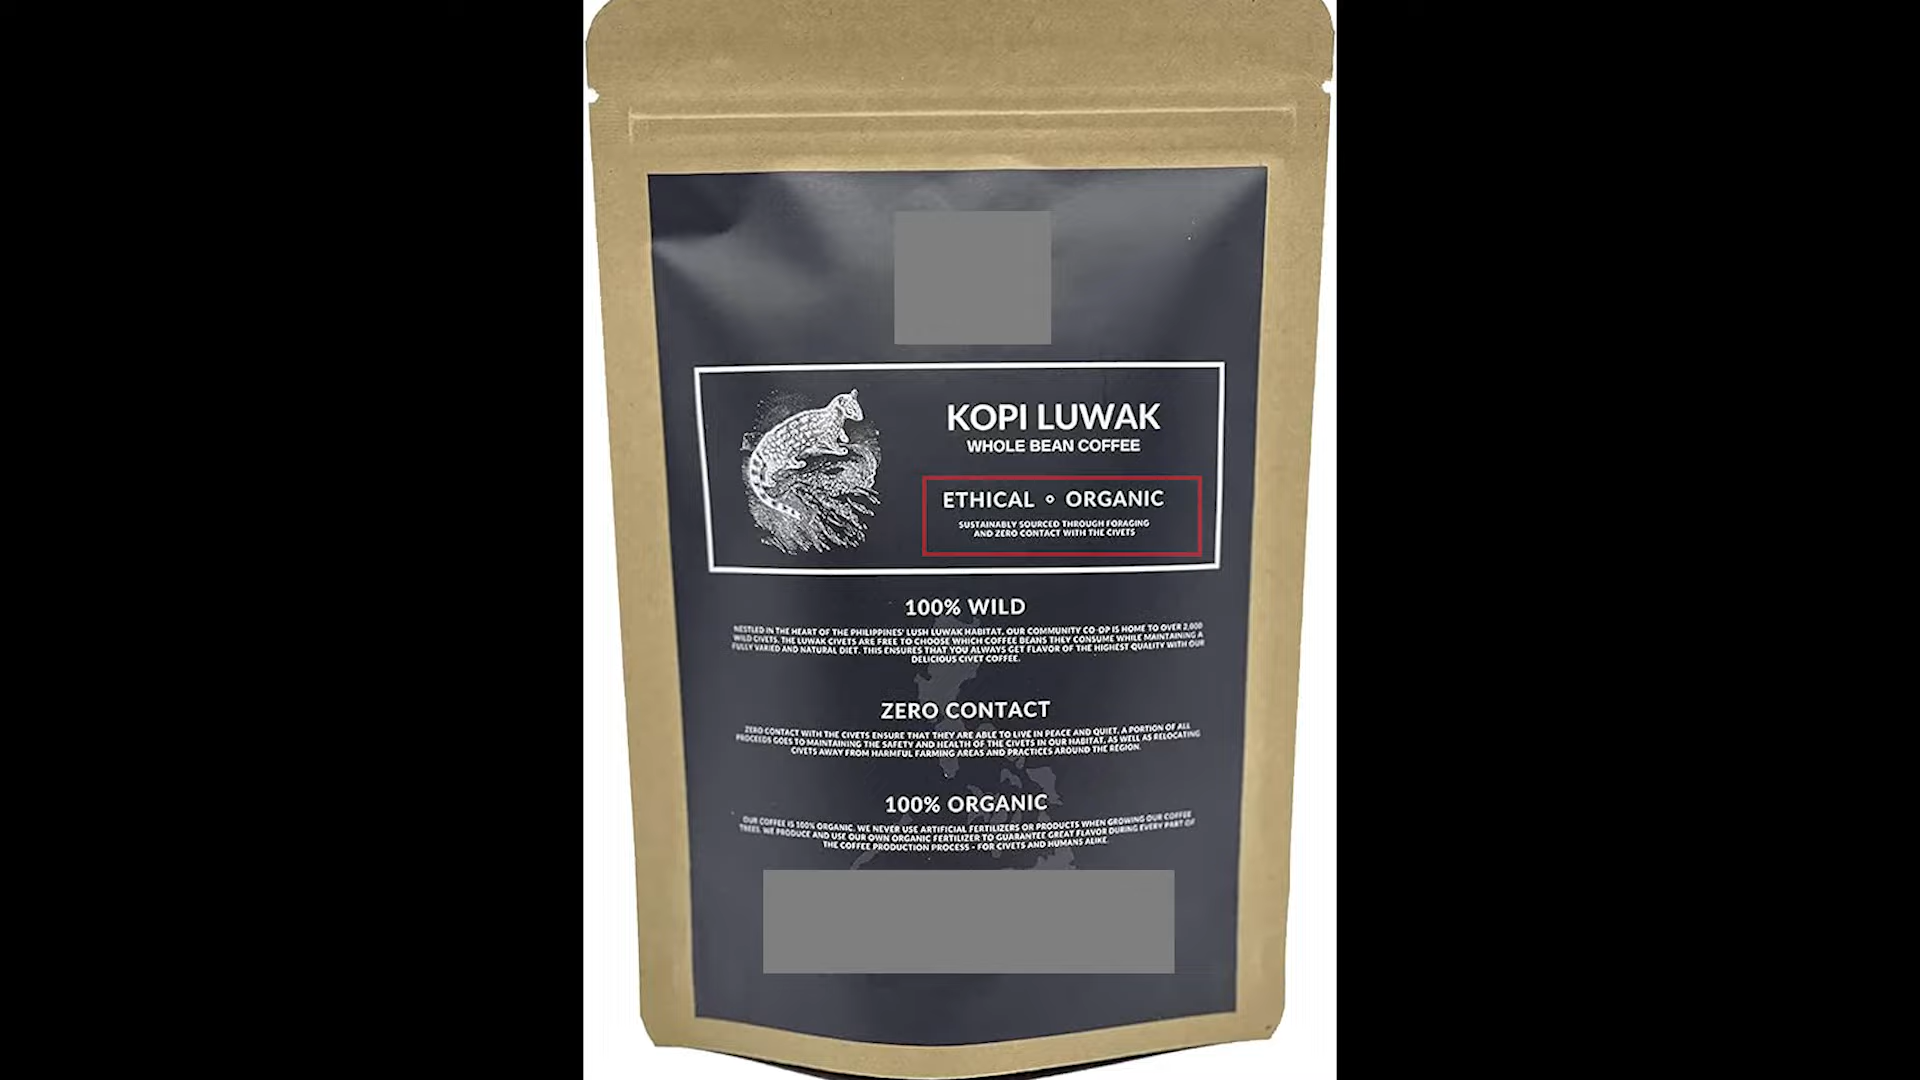 KOPI LUWAK
WHOLE BEAN COFFEE
ETHICAL ∘ ORGANIC
SUSTAINABLY SOURCED THROUGH FORAGING
AND ZERO CONTACT WITH THE CIVETS
100% WILD
NESTLED IN THE HEART OF THE PHILIPPINES' LUSH LUWAK HABITAT, OUR COMMUNITY CO-OP IS HOME TO OVER 2,000
WILD CIVETS. THE LUWAK CIVETS ARE FREE TO CHOOSE WHICH COFFEE BEANS THEY CONSUME WHILE MAINTAINING A
FULLY VARIED AND NATURAL DIET. THIS ENSURES THAT YOU ALWAYS GET FLAVOR OF THE HIGHEST QUALITY WITH OUR
DELICIOUS CIVET COFFEE.
ZERO CONTACT
ZERO CONTACT WITH THE CIVETS ENSURE THAT THEY ARE ABLE TO LIVE IN PEACE AND QUIET. A PORTION OF ALL
PROCEEDS GOES TO MAINTAINING THE SAFETY AND HEALTH OF THE CIVETS IN OUR HABITAT, AS WELL AS RELOCATING
CIVETS AWAY FROM HARMFUL FARMING AREAS AND PRACTICES AROUND THE REGION.
100% ORGANIC
OUR COFFEE IS 100% ORGANIC. WE NEVER USE ARTIFICIAL FERTILIZERS OR PRODUCTS WHEN GROWING OUR COFFEE
TREES. WE PRODUCE AND USE OUR OWN ORGANIC FERTILIZER TO GUARANTEE GREAT FLAVOR DURING EVERY PART OF
THE COFFEE PRODUCTION PROCESS - FOR CIVETS AND HUMANS ALIKE.